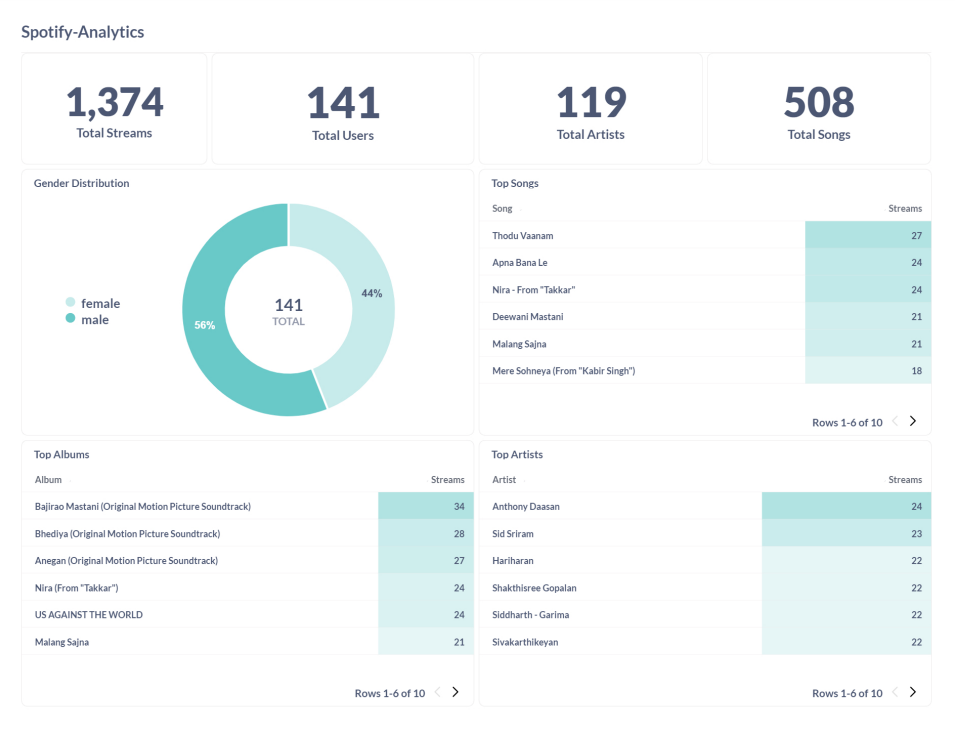 Spotify-Analytics
1,374
Total Streams
141
Total Users
119
Total Artists
508
Total Songs
Gender Distribution
female
male
44%
56%
141
TOTAL
Top Songs
Song Streams
Thodu Vaanam 27
Apna Bana Le 24
Nira - From "Takkar" 24
Deewani Mastani 21
Malang Sajna 21
Mere Sohneya (From "Kabir Singh") 18
Rows 1-6 of 10
Top Albums
Album Streams
Bajirao Mastani (Original Motion Picture Soundtrack) 34
Bhediya (Original Motion Picture Soundtrack) 28
Anegan (Original Motion Picture Soundtrack) 27
Nira (From "Takkar") 24
US AGAINST THE WORLD 24
Malang Sajna 21
Rows 1-6 of 10
Top Artists
Artist Streams
Anthony Daasan 24
Sid Sriram 23
Hariharan 22
Shakthisree Gopalan 22
Siddharth - Garima 22
Sivakarthikeyan 22
Rows 1-6 of 10